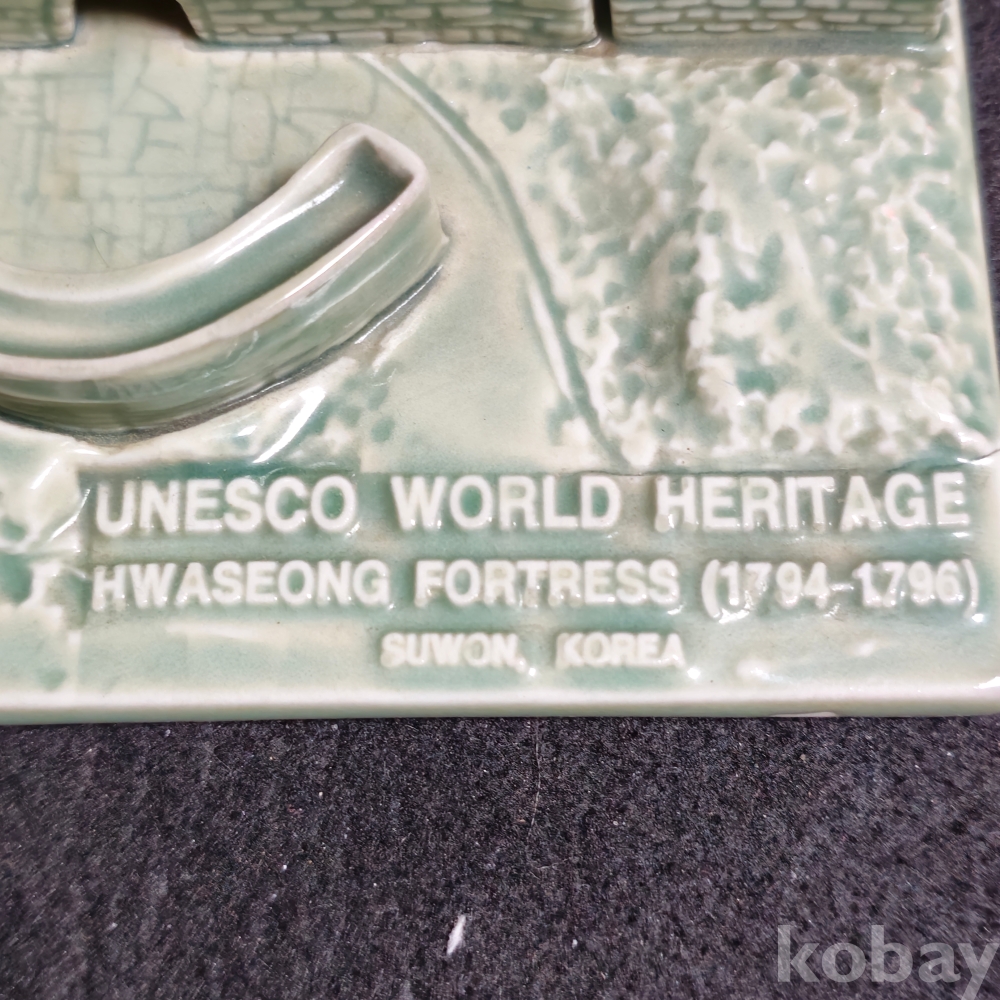 UNESCO WORLD HERITAGE
HWASEONG FORTRESS (1794-1796)
SUWON, KOREA
kobay